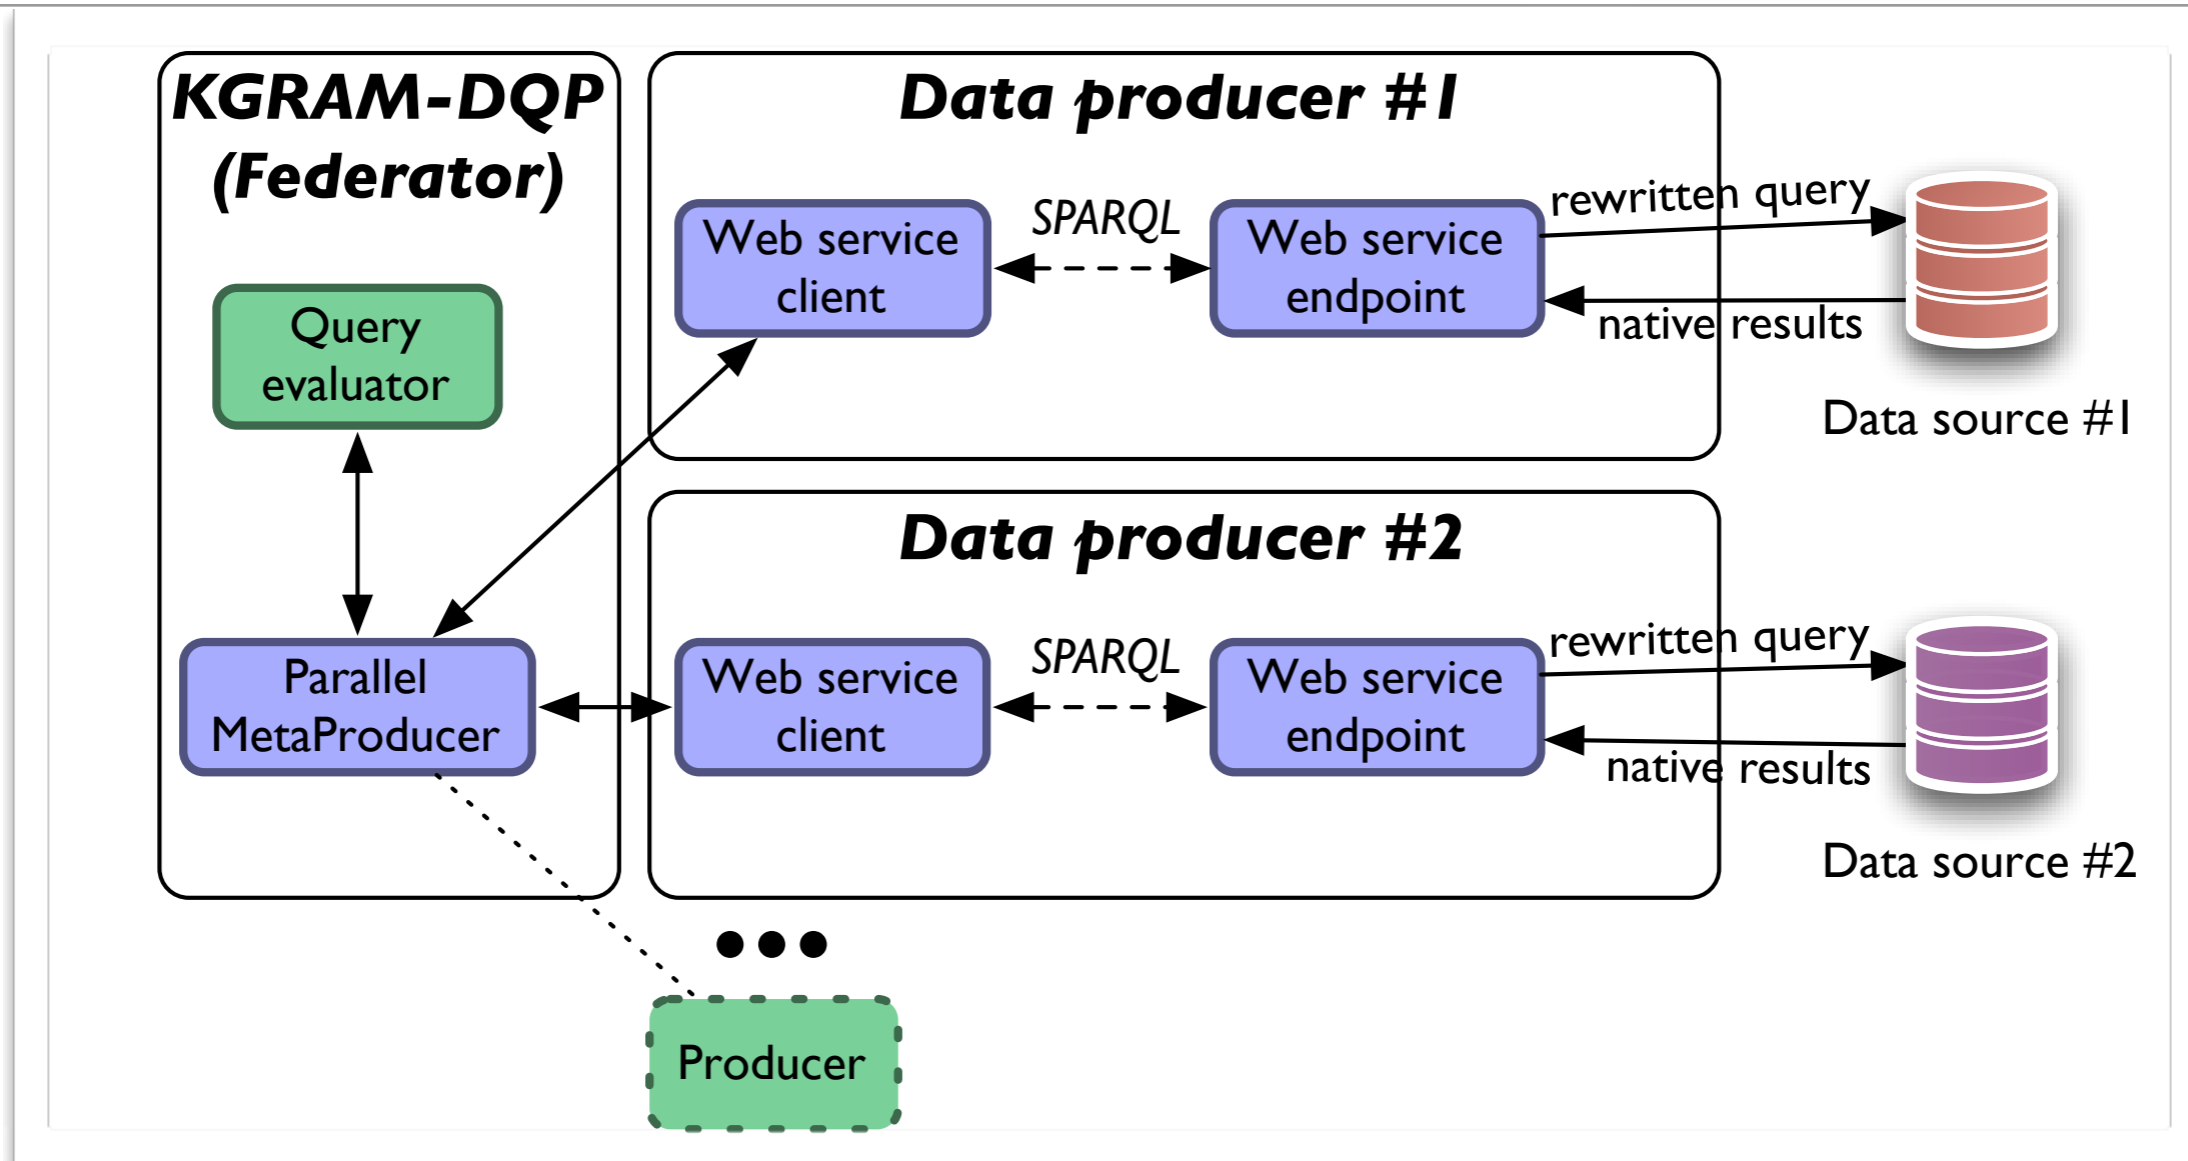 KGRAM-DQP
(Federator)
Query
evaluator
Parallel
MetaProducer
Data producer #1
Web service
client
SPARQL
Web service
endpoint
rewritten query
native results
Data source #1
Data producer #2
Web service
client
SPARQL
Web service
endpoint
rewritten query
native results
Data source #2
•••
Producer